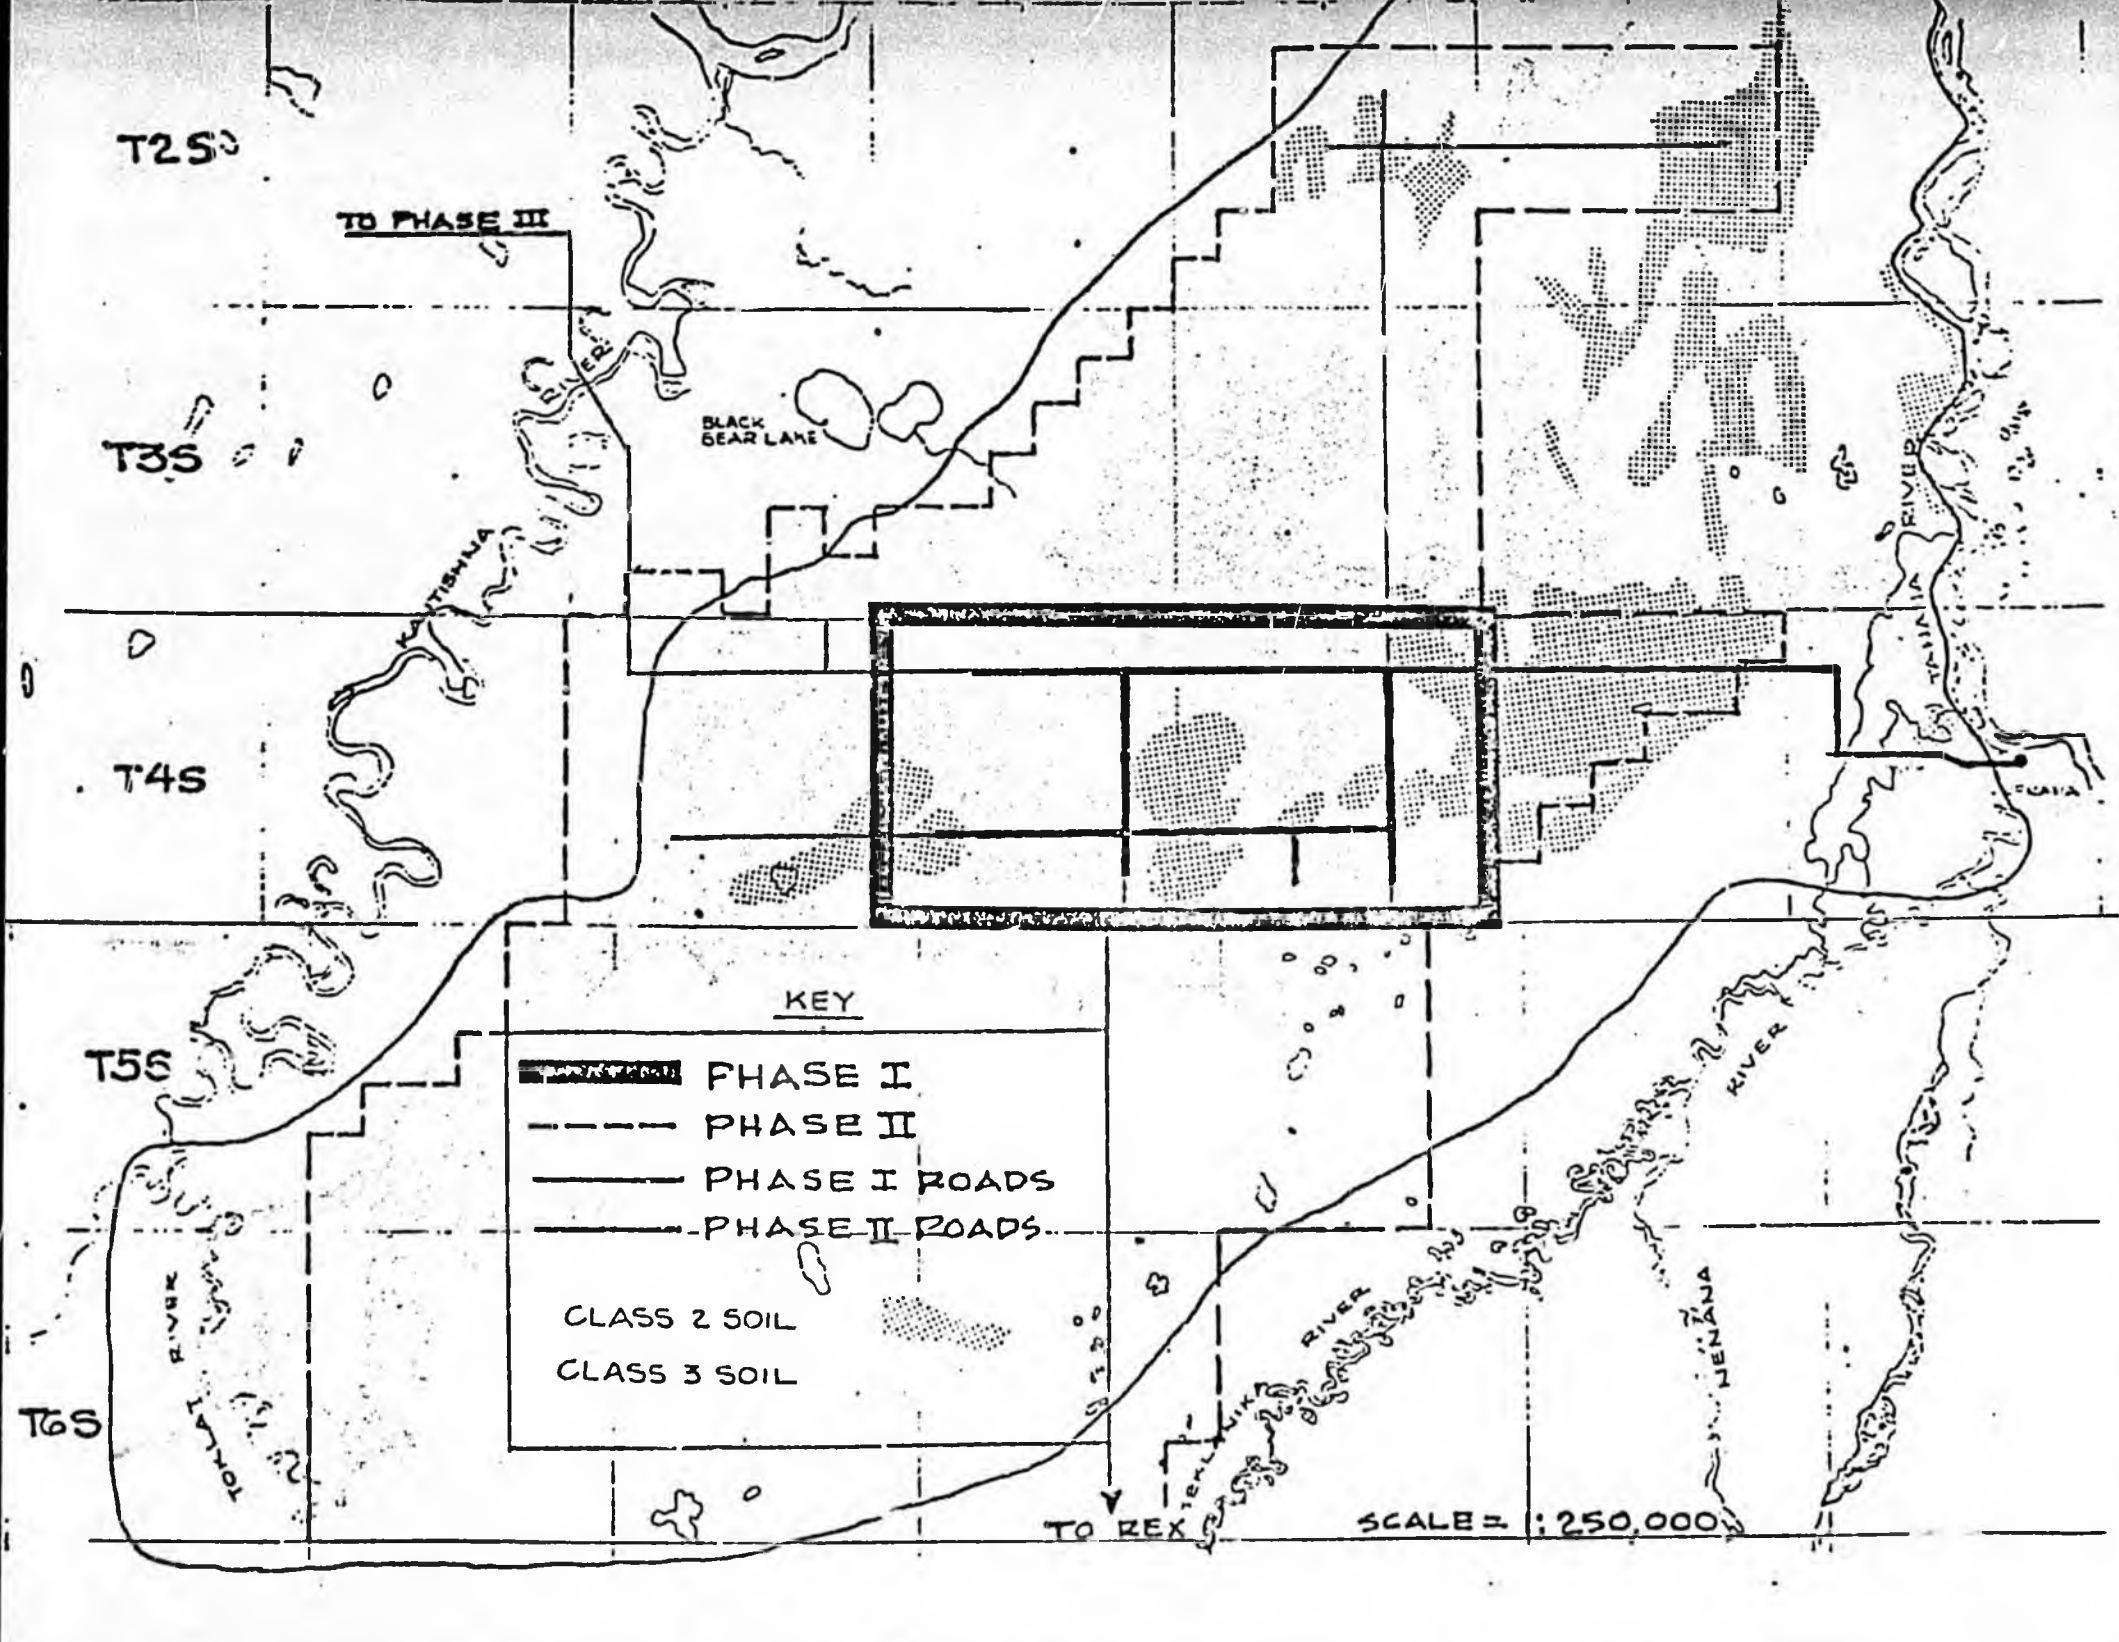 T2S
TO PHASE III
RIVER
BLACK
BEAR LAKE
T3S
RIVER
KANTISHNA
TANANA
T4S
KEY
T5S
PHASE I
RIVER
PHASE II
PHASE I ROADS
PHASE II ROADS
RIVER
RIVER
NENANA
CLASS 2 SOIL
CLASS 3 SOIL
T6S
TOKLAT
TO REX
SCALE = 1:250,000